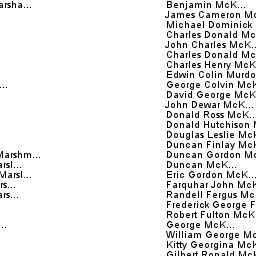 arsha... Benjamin McK...
James Cameron Mc
Michael Dominick
Charles Donald Mc
John Charles McK...
Charles Donald Mc
Charles Henry McK
Edwin Colin Murdo
... George Colvin McK
David George McK
John Dewar McK...
Donald Ross McK...
Donald Hutchison M
Douglas Leslie McK
Duncan Finlay McK
Marshm... Duncan Gordon Mc
arsl... Duncan McK...
Marsl... Eric Gordon McK...
rs... Farquhar John McK
ars... Randell Fergus Mc
Frederick George F
Robert Fulton McK
... George McK...
William George Mc
Kitty Georgina McK
Gilbert Ronald McK